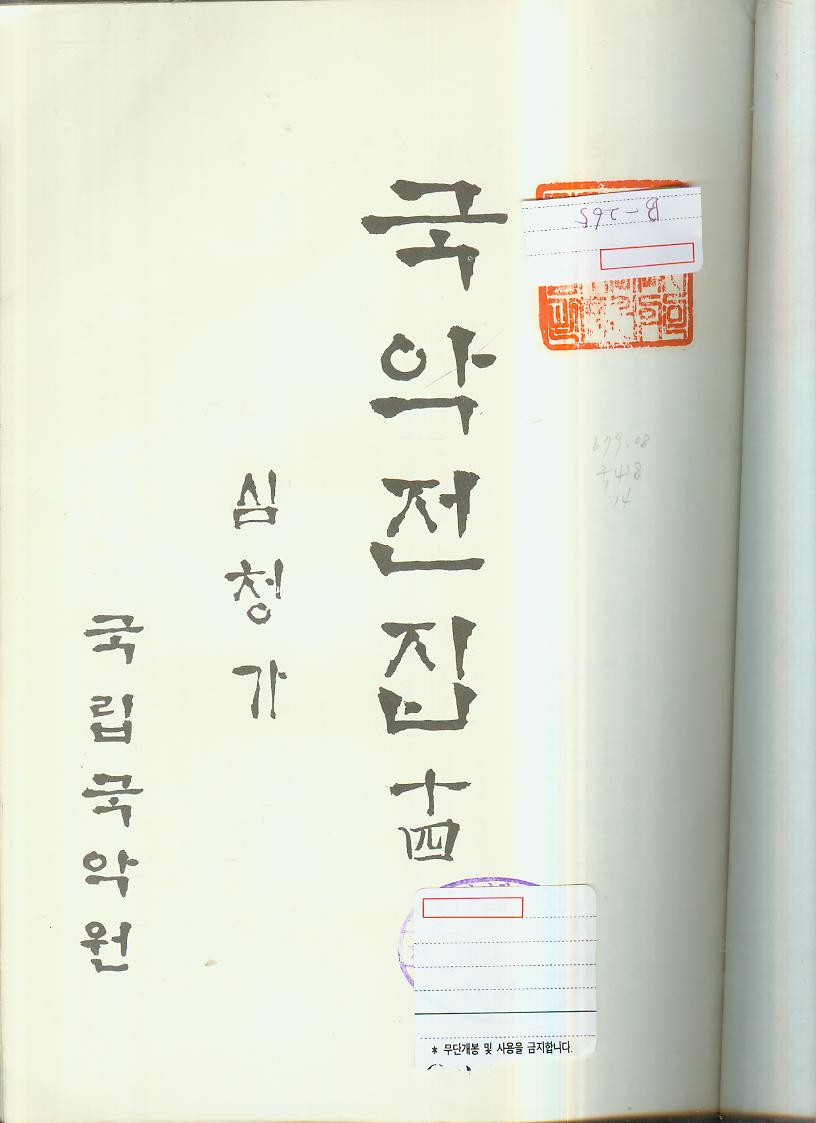 국악전집 十四
심청가
국립국악원
B-265
679.08
국418
14
* 무단개봉 및 사용을 금지합니다.